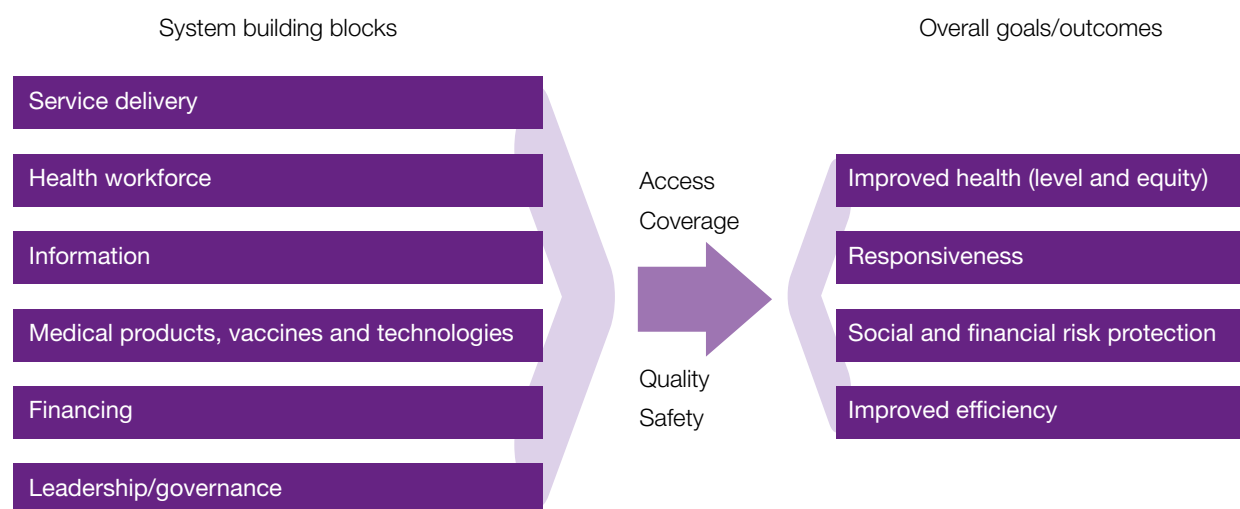 System building blocks
Service delivery
Health workforce
Information
Medical products, vaccines and technologies
Financing
Leadership/governance
Access
Coverage
Quality
Safety
Overall goals/outcomes
Improved health (level and equity)
Responsiveness
Social and financial risk protection
Improved efficiency